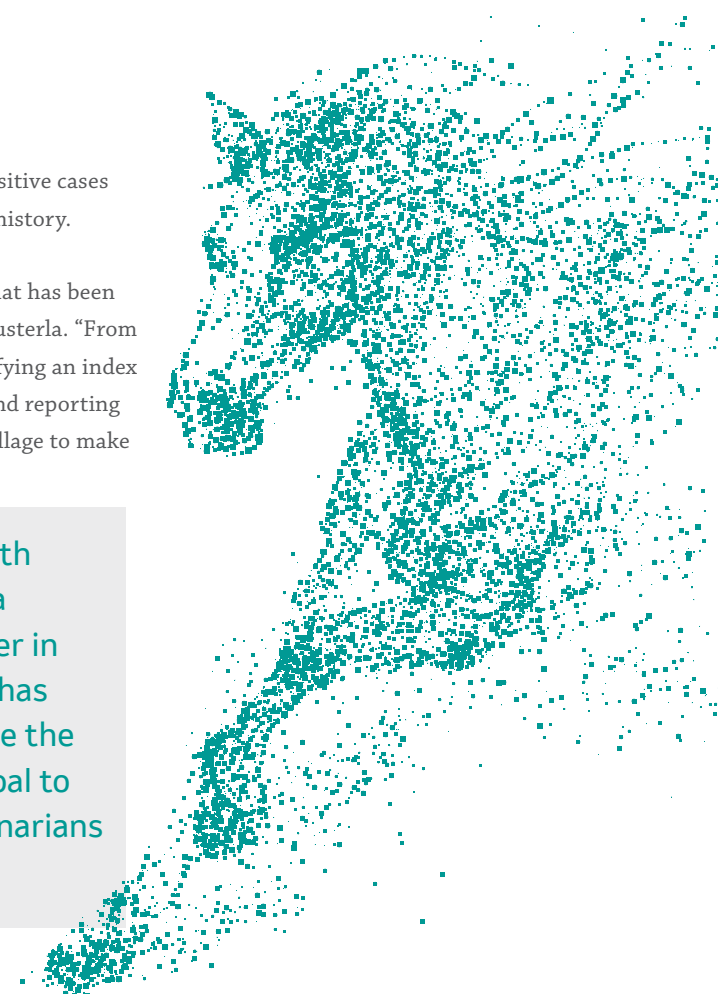 sitive cases
history.
at has been
usterla. “From
fying an index
nd reporting
llage to make
th
a
er in
has
e the
bal to
narians